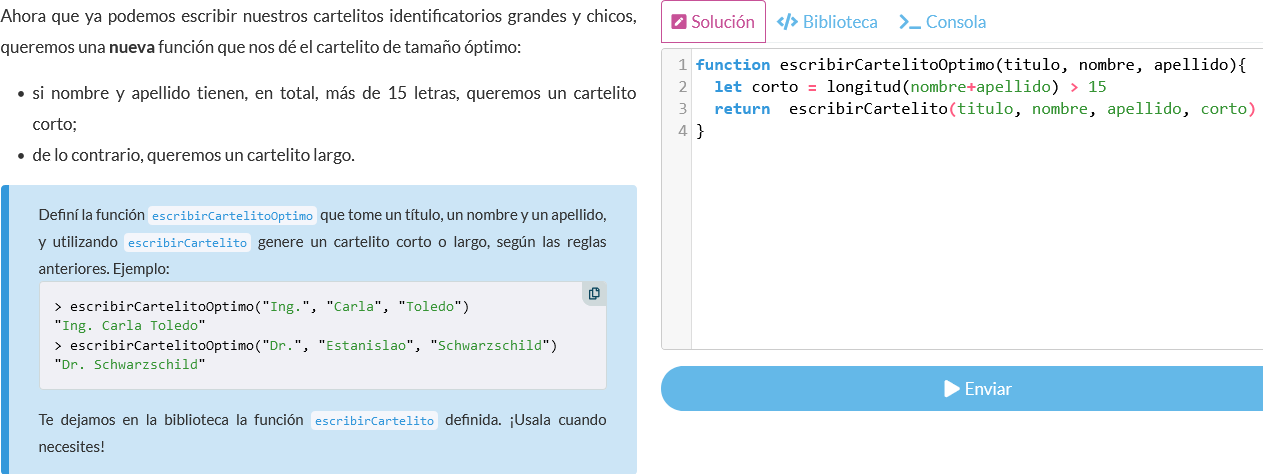 Ahora que ya podemos escribir nuestros cartelitos identificatorios grandes y chicos,
queremos una nueva función que nos dé el cartelito de tamaño óptimo:
• si nombre y apellido tienen, en total, más de 15 letras, queremos un cartelito
corto;
• de lo contrario, queremos un cartelito largo.
Definí la función escribirCartelitoOptimo que tome un título, un nombre y un apellido,
y utilizando escribirCartelito genere un cartelito corto o largo, según las reglas
anteriores. Ejemplo:
> escribirCartelitoOptimo("Ing.", "Carla", "Toledo")
"Ing. Carla Toledo"
> escribirCartelitoOptimo("Dr.", "Estanislao", "Schwarzschild")
"Dr. Schwarzschild"
Te dejamos en la biblioteca la función escribirCartelito definida. ¡Usala cuando
necesites!
Solución </> Biblioteca >_ Consola
1 function escribirCartelitoOptimo(titulo, nombre, apellido){
2   let corto = longitud(nombre+apellido) > 15
3   return  escribirCartelito(titulo, nombre, apellido, corto)
4 }
Enviar